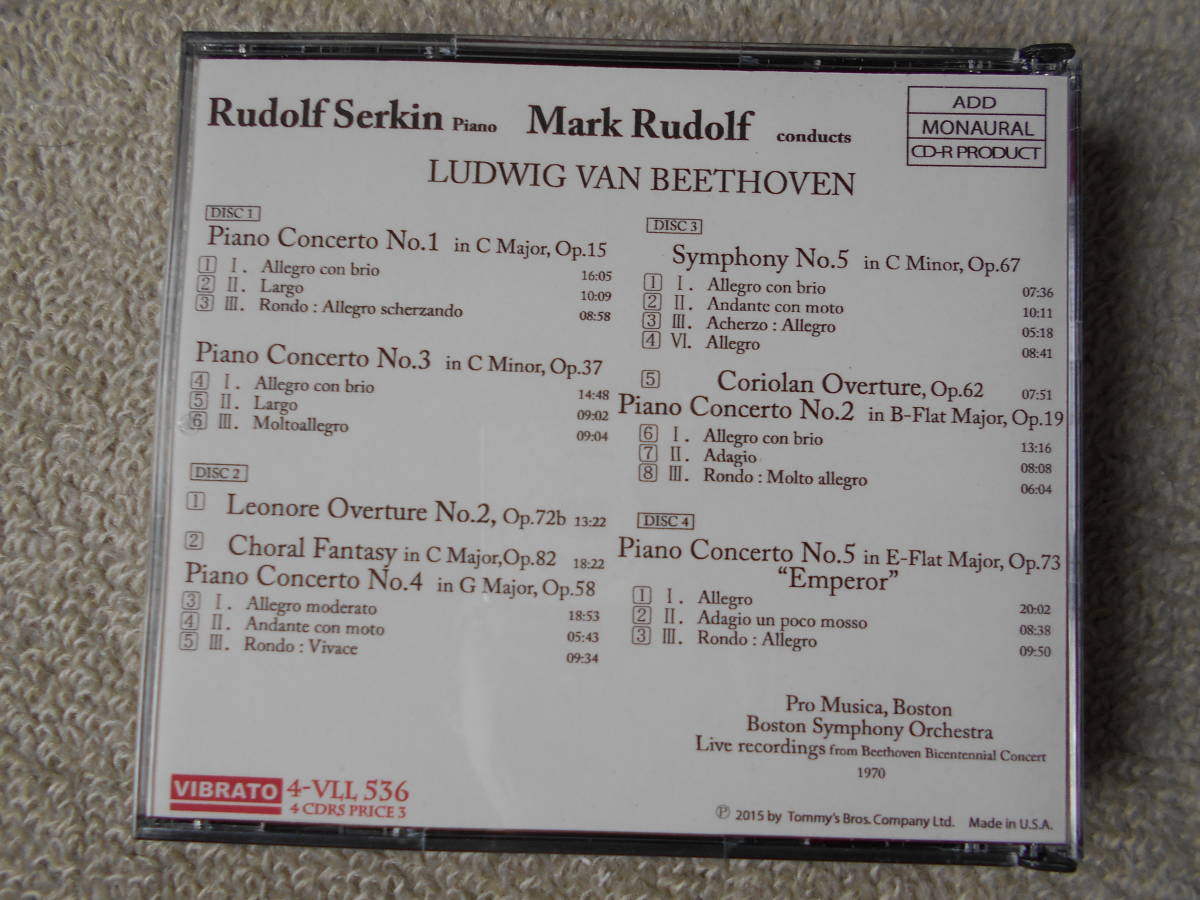 Rudolf Serkin Piano Mark Rudolf conducts
ADD
MONAURAL
CD-R PRODUCT
LUDWIG VAN BEETHOVEN
DISC 1
Piano Concerto No.1 in C Major, Op.15
1 I. Allegro con brio 16:05
2 II. Largo 10:09
3 III. Rondo : Allegro scherzando 08:58
Piano Concerto No.3 in C Minor, Op.37
4 I. Allegro con brio 14:48
5 II. Largo 09:02
6 III. Moltoallegro 09:04
DISC 2
1 Leonore Overture No.2, Op.72b 13:22
2 Choral Fantasy in C Major,Op.82 18:22
Piano Concerto No.4 in G Major, Op.58
3 I. Allegro moderato 18:53
4 II. Andante con moto 05:43
5 III. Rondo : Vivace 09:34
DISC 3
Symphony No.5 in C Minor, Op.67
1 I. Allegro con brio 07:36
2 II. Andante con moto 10:11
3 III. Acherzo : Allegro 05:18
4 VI. Allegro 08:41
5 Coriolan Overture, Op.62 07:51
Piano Concerto No.2 in B-Flat Major, Op.19
6 I. Allegro con brio 13:16
7 II. Adagio 08:08
8 III. Rondo : Molto allegro 06:04
DISC 4
Piano Concerto No.5 in E-Flat Major, Op.73
"Emperor"
1 I. Allegro 20:02
2 II. Adagio un poco mosso 08:38
3 III. Rondo : Allegro 09:50
Pro Musica, Boston
Boston Symphony Orchestra
Live recordings from Beethoven Bicentennial Concert
1970
VIBRATO 4-VLL 536
4 CDRS PRICE 3
℗ 2015 by Tommy's Bros. Company Ltd. Made in U.S.A.